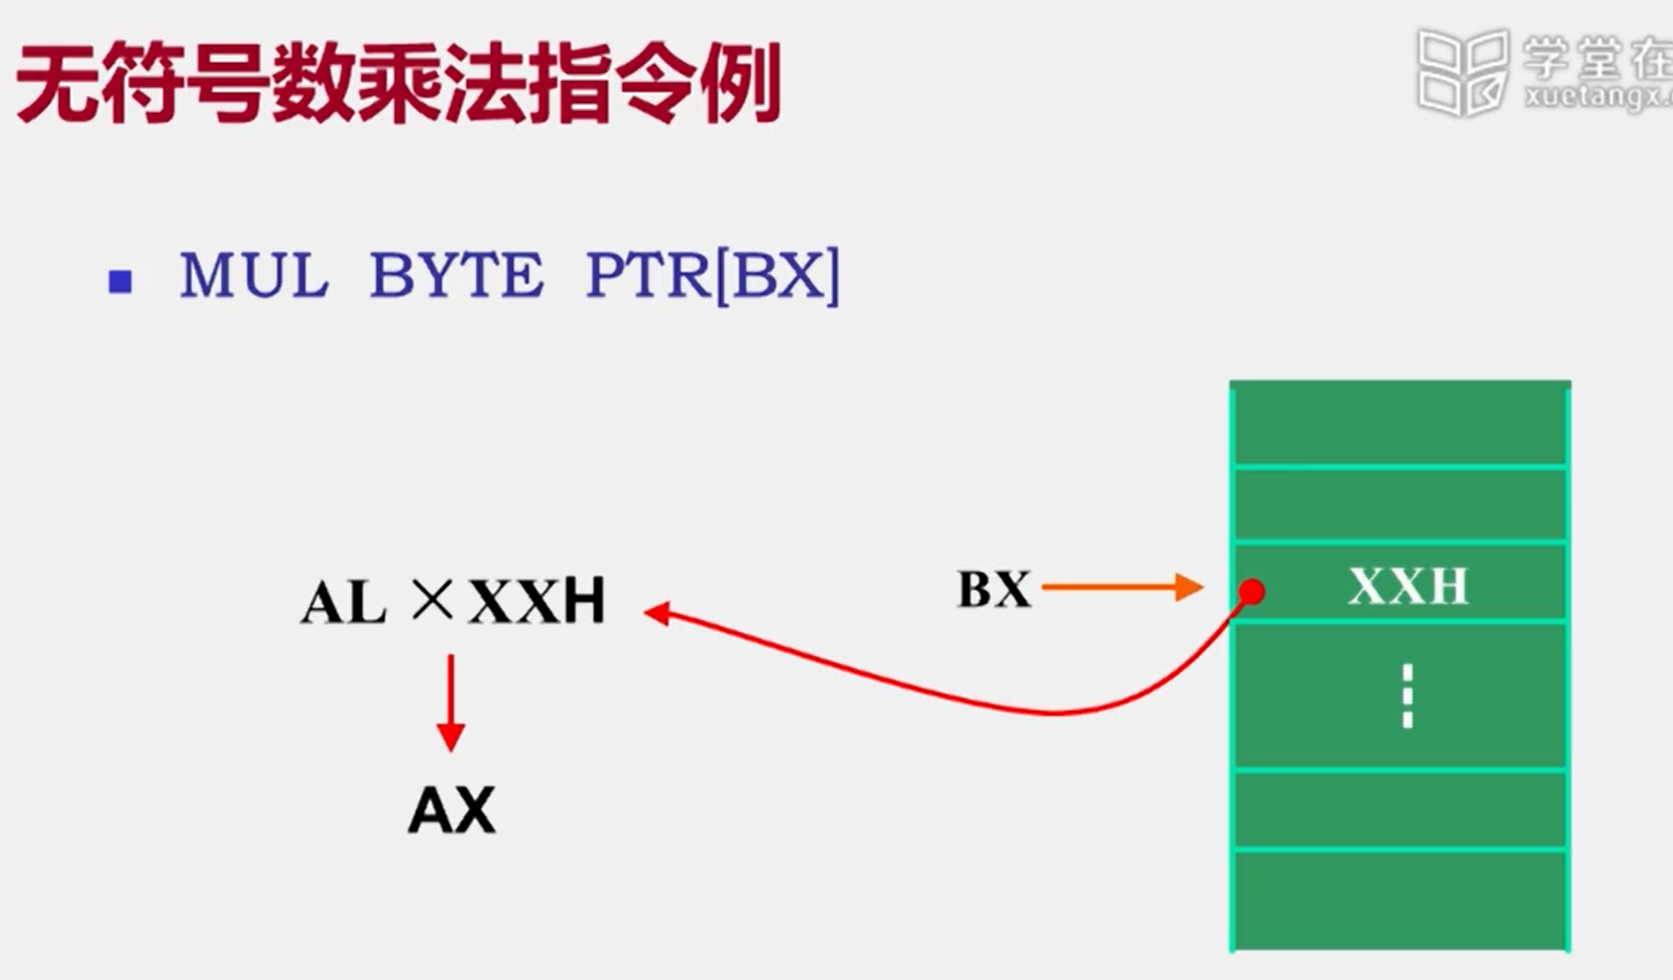 无符号数乘法指令例
学堂在
xuetangx.
MUL BYTE PTR[BX]
AL ×XXH
BX
XXH
AX